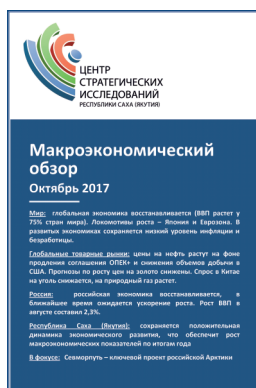 ЦЕНТР
СТРАТЕГИЧЕСКИХ
ИССЛЕДОВАНИЙ
РЕСПУБЛИКИ САХА (ЯКУТИЯ)
Макроэкономический
обзор
Октябрь 2017
Мир: глобальная экономика восстанавливается (ВВП растет у
75% стран мира). Локомотивы роста – Япония и Еврозона. В
развитых экономиках сохраняется низкий уровень инфляции и
безработицы.
Глобальные товарные рынки: цены на нефть растут на фоне
продления соглашения ОПЕК+ и снижения объемов добычи в
США. Прогнозы по росту цен на золото снижены. Спрос в Китае
на уголь снижается, на природный газ растет.
Россия: российская экономика восстанавливается, в
ближайшее время ожидается ускорение роста. Рост ВВП в
августе составил 2,3%.
Республика Саха (Якутия): сохраняется положительная
динамика экономического развития, что обеспечит рост
макроэкономических показателей по итогам года
В фокусе: Севморпуть – ключевой проект российской Арктики